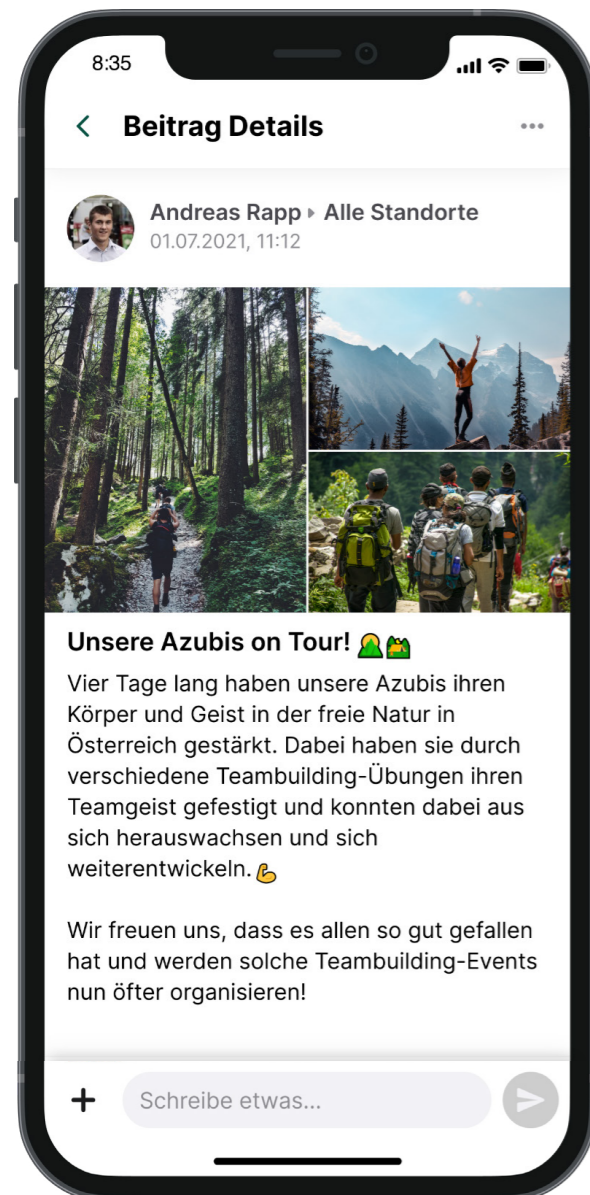 8:35
Beitrag Details
Andreas Rapp ▸ Alle Standorte
01.07.2021, 11:12
Unsere Azubis on Tour! 🏞️🏕️
Vier Tage lang haben unsere Azubis ihren
Körper und Geist in der freie Natur in
Österreich gestärkt. Dabei haben sie durch
verschiedene Teambuilding-Übungen ihren
Teamgeist gefestigt und konnten dabei aus
sich herauswachsen und sich
weiterentwickeln.💪
Wir freuen uns, dass es allen so gut gefallen
hat und werden solche Teambuilding-Events
nun öfter organisieren!
Schreibe etwas...